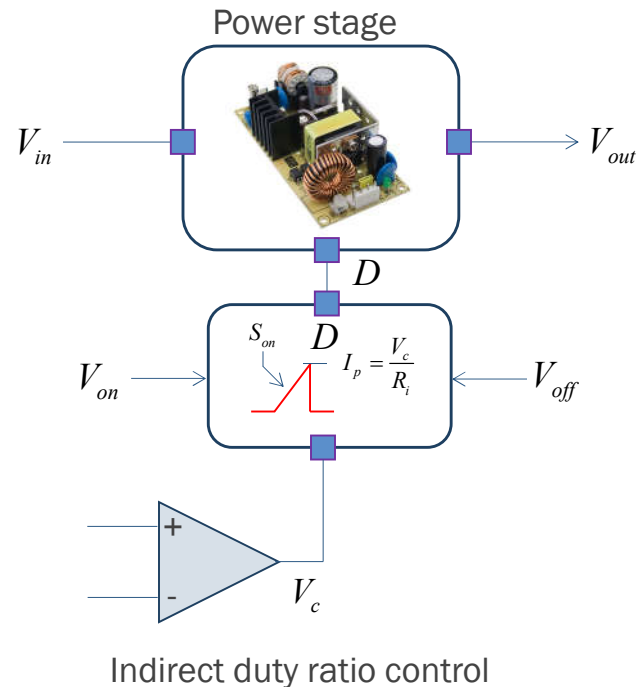 Power stage
V_in
V_out
D
S_on
D
I_p = V_c / R_i
V_on
V_off
+
-
V_c
Indirect duty ratio control